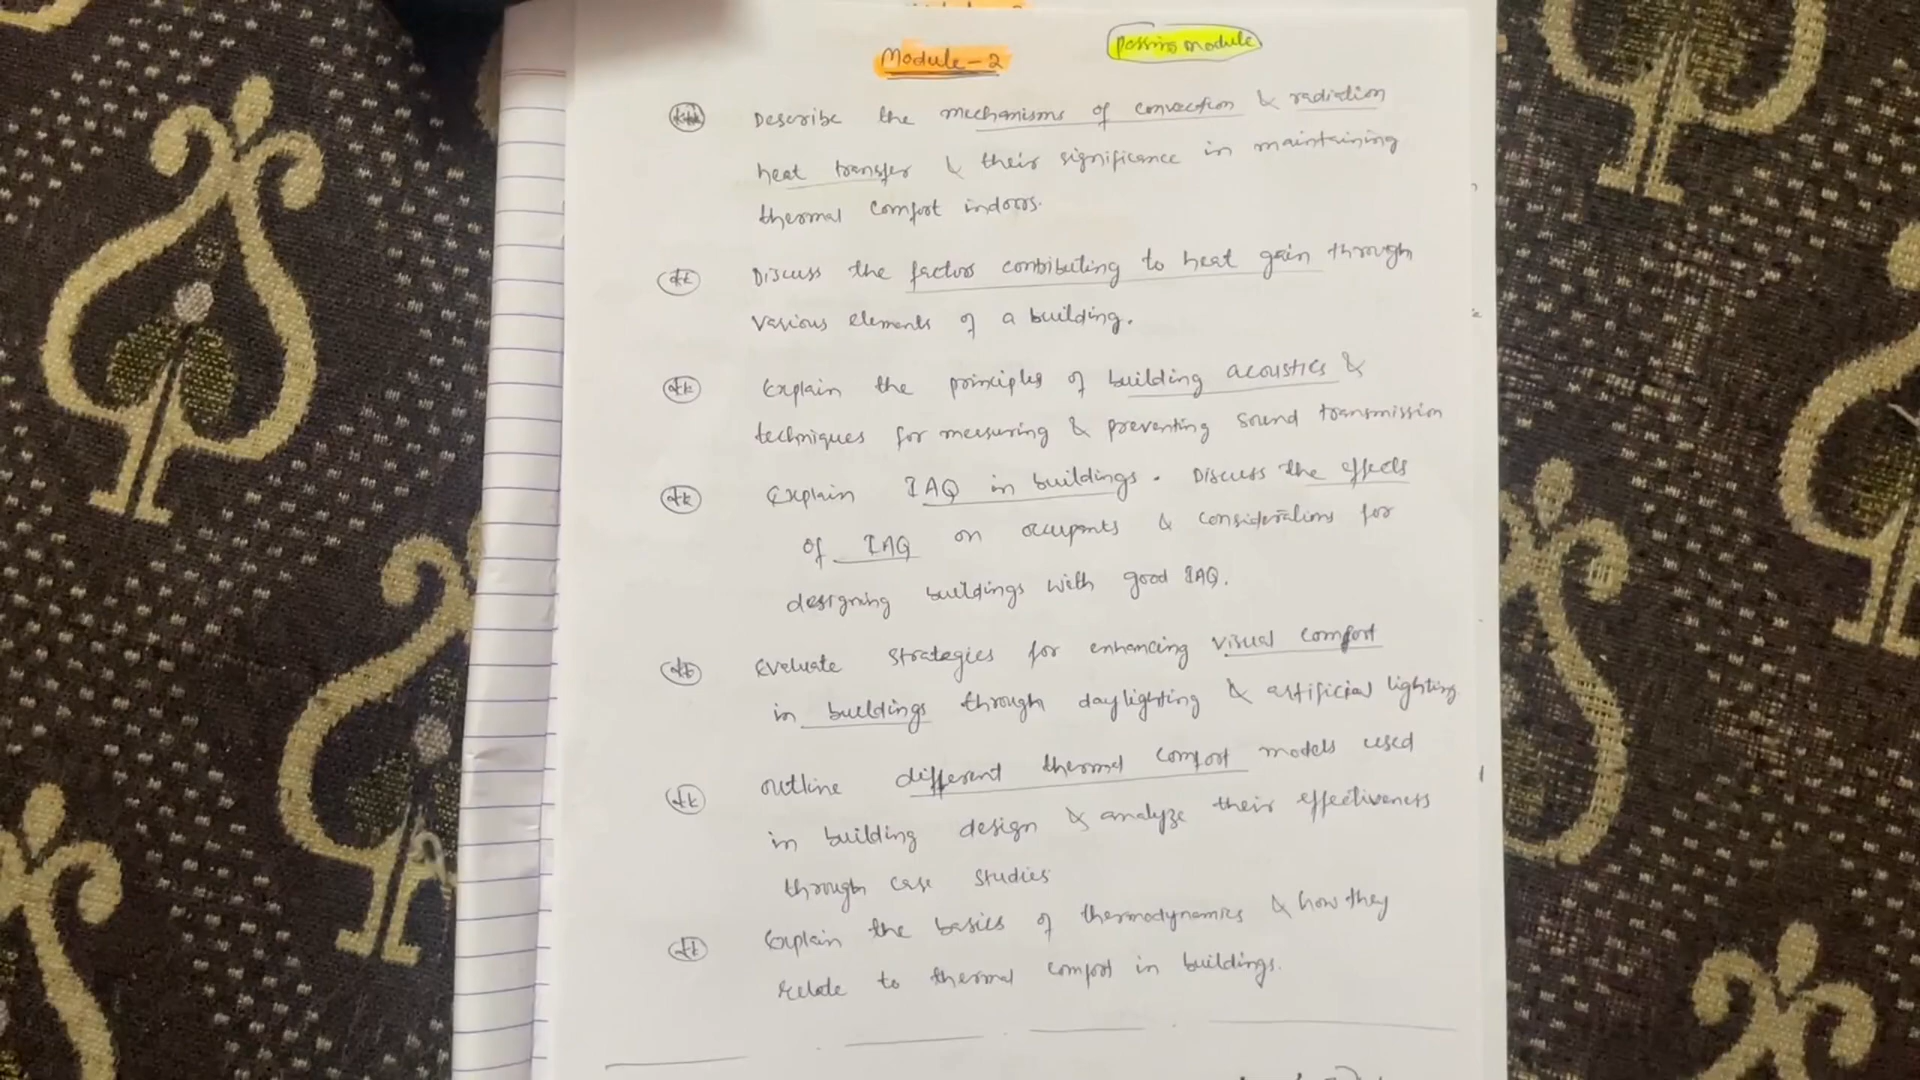 Module-2
Passing module
Describe the mechanisms of convection & radiation
heat transfer & their significance in maintaining
thermal comfort indoors.
Discuss the factors contributing to heat gain through
various elements of a building.
Explain the principles of building acoustics &
techniques for measuring & preventing sound transmission
Explain IAQ in buildings. Discuss the effects
of IAQ on occupants & considerations for
designing buildings with good IAQ.
Evaluate strategies for enhancing visual comfort
in buildings through daylighting & artificial lighting
outline different thermal comfort models used
in building design & analyze their effectiveness
through case studies
Explain the basics of thermodynamics & how they
relate to thermal comfort in buildings.